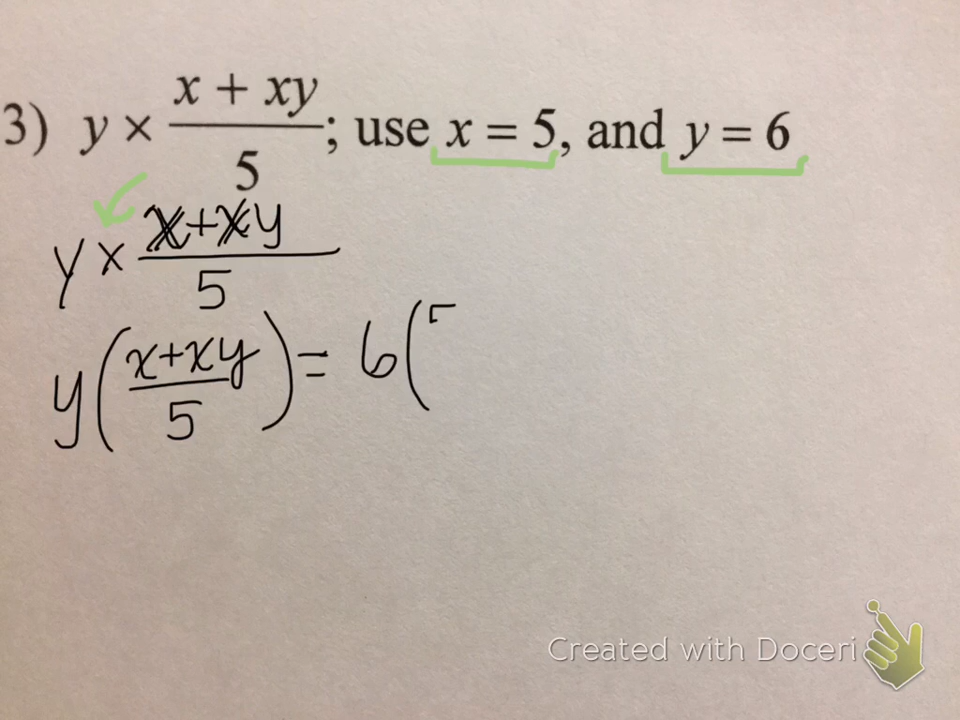 3) y × x + xy / 5 ; use x = 5, and y = 6
y × x+xy / 5
y(x+xy / 5) = 6(
Created with Doceri